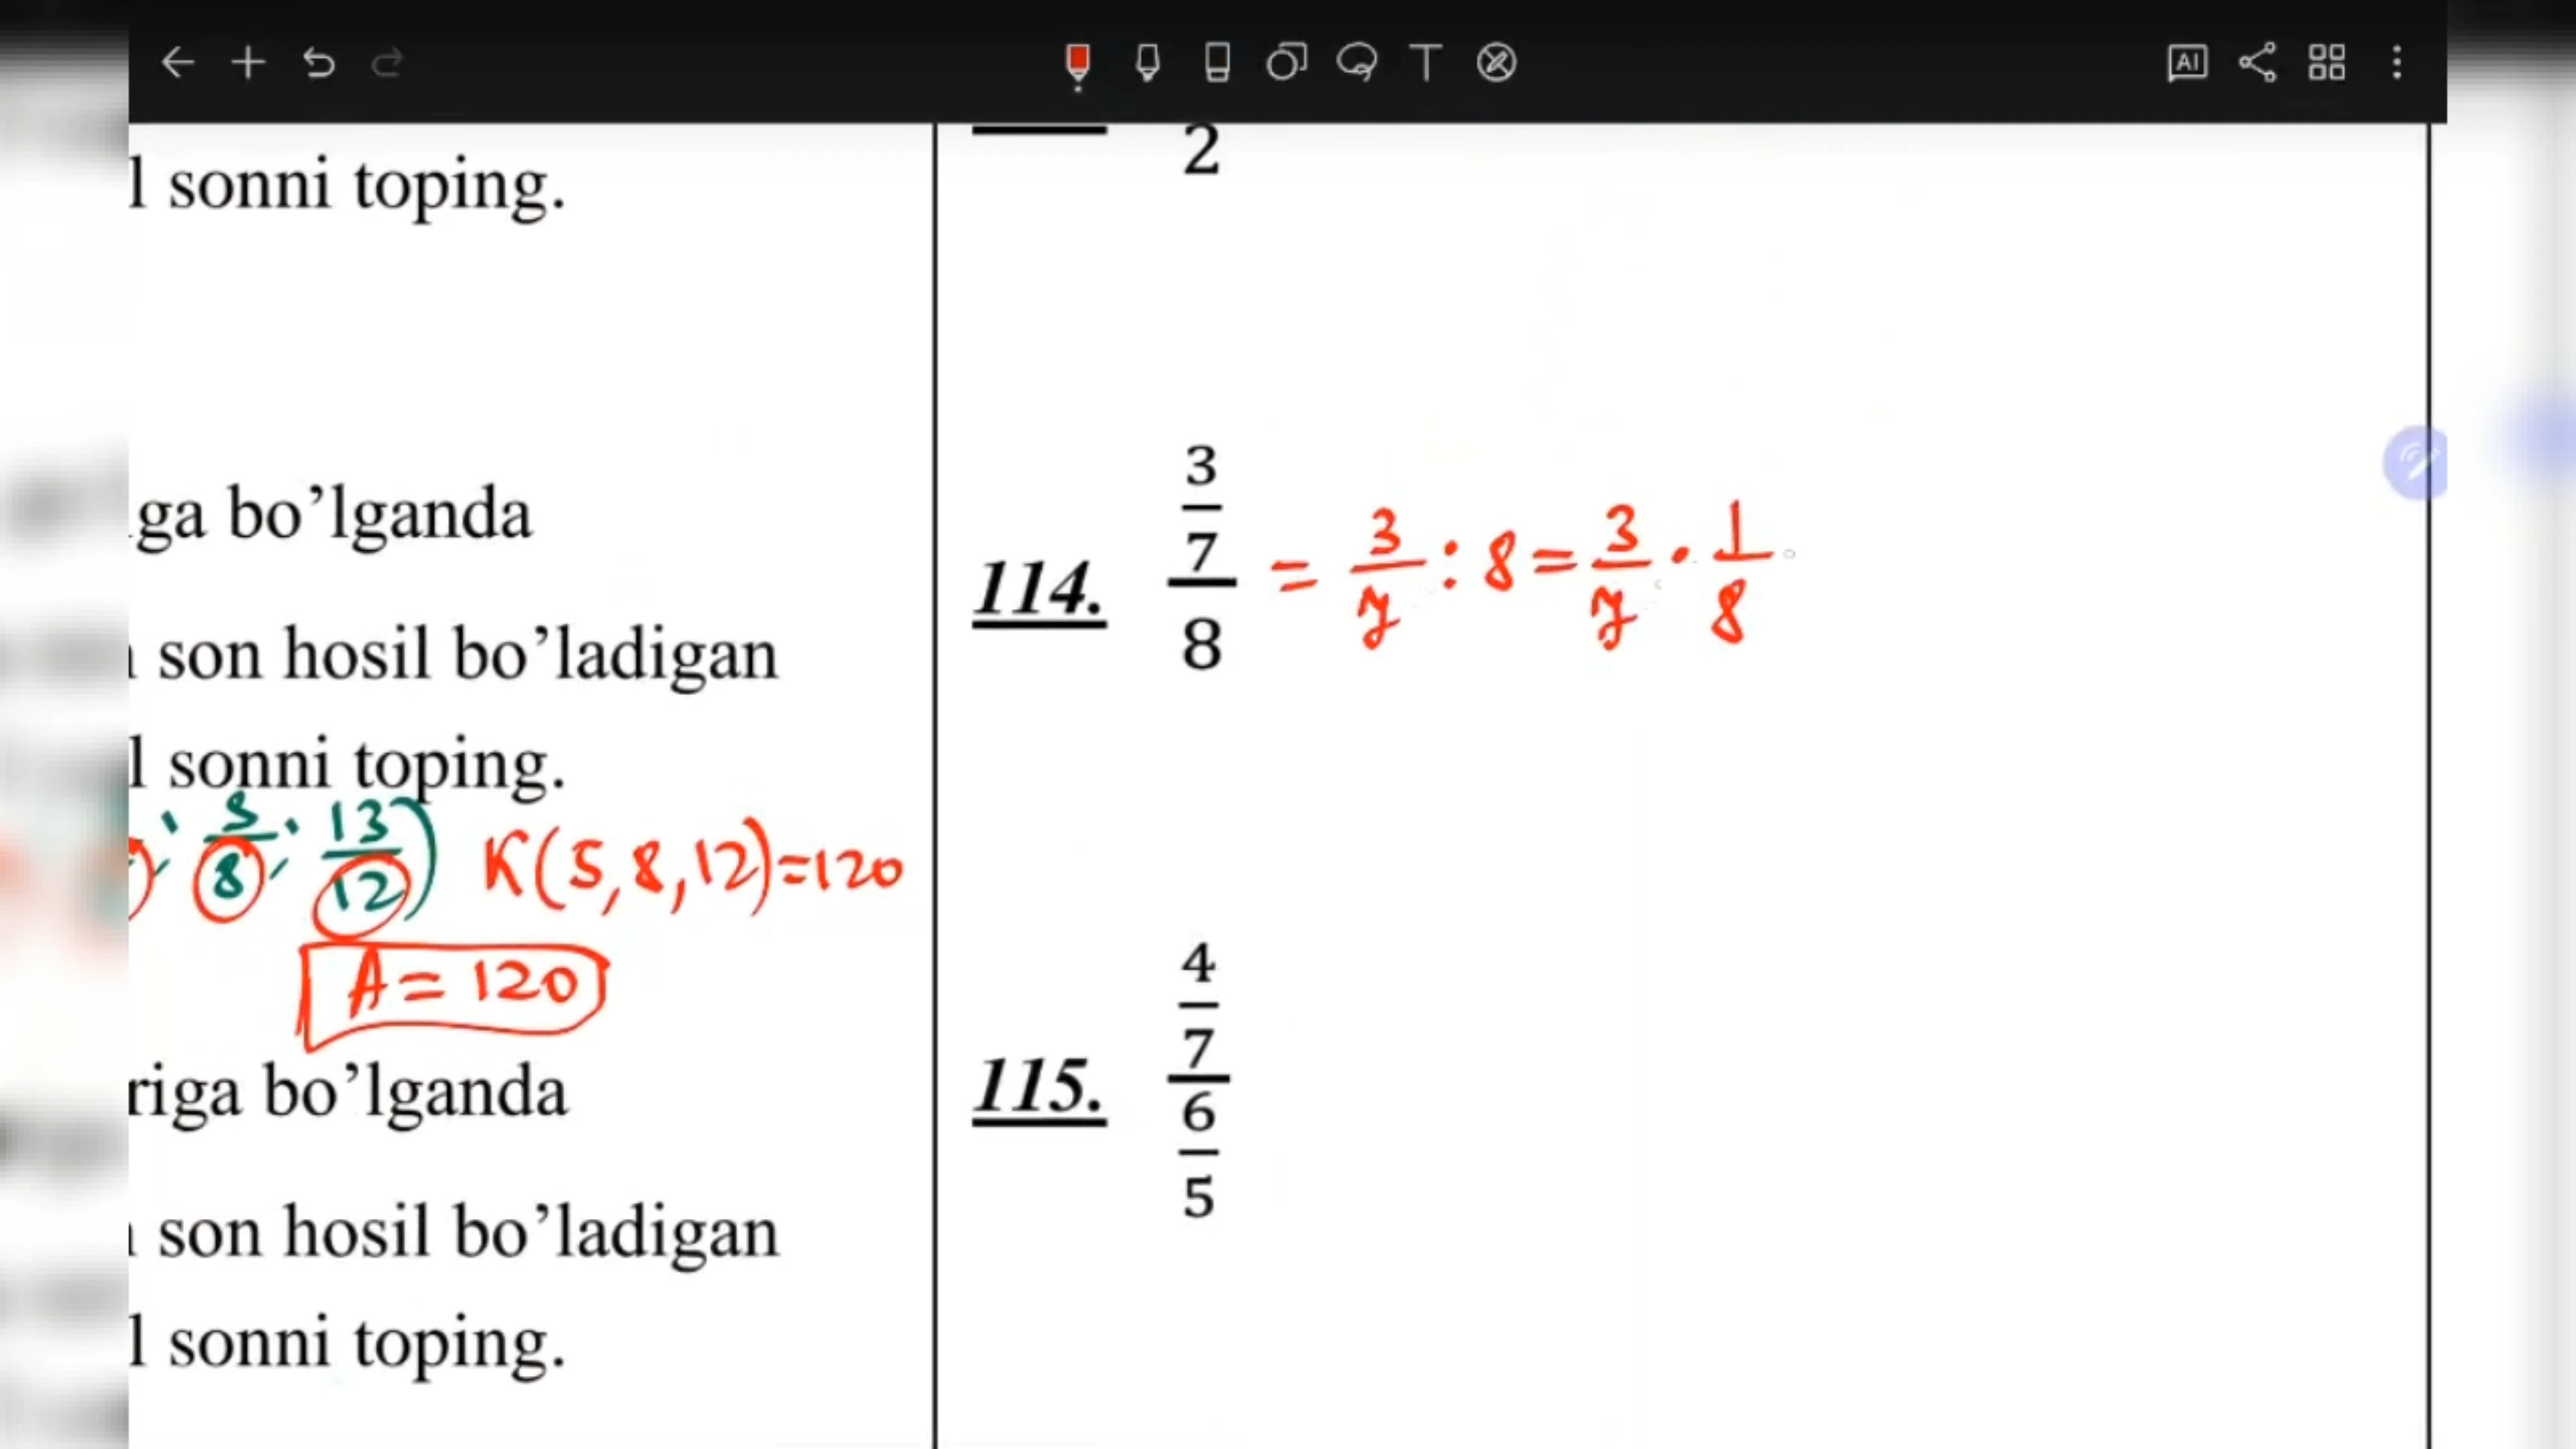 AI
l sonni toping.
ga bo’lganda
son hosil bo’ladigan
l sonni toping.
; 3/8 ; 13/12) K(5,8,12)=120
A = 120
riga bo’lganda
son hosil bo’ladigan
l sonni toping.
2
114. 3/7/8 = 3/7 : 8 = 3/7 · 1/8
115. 4/7/6/5